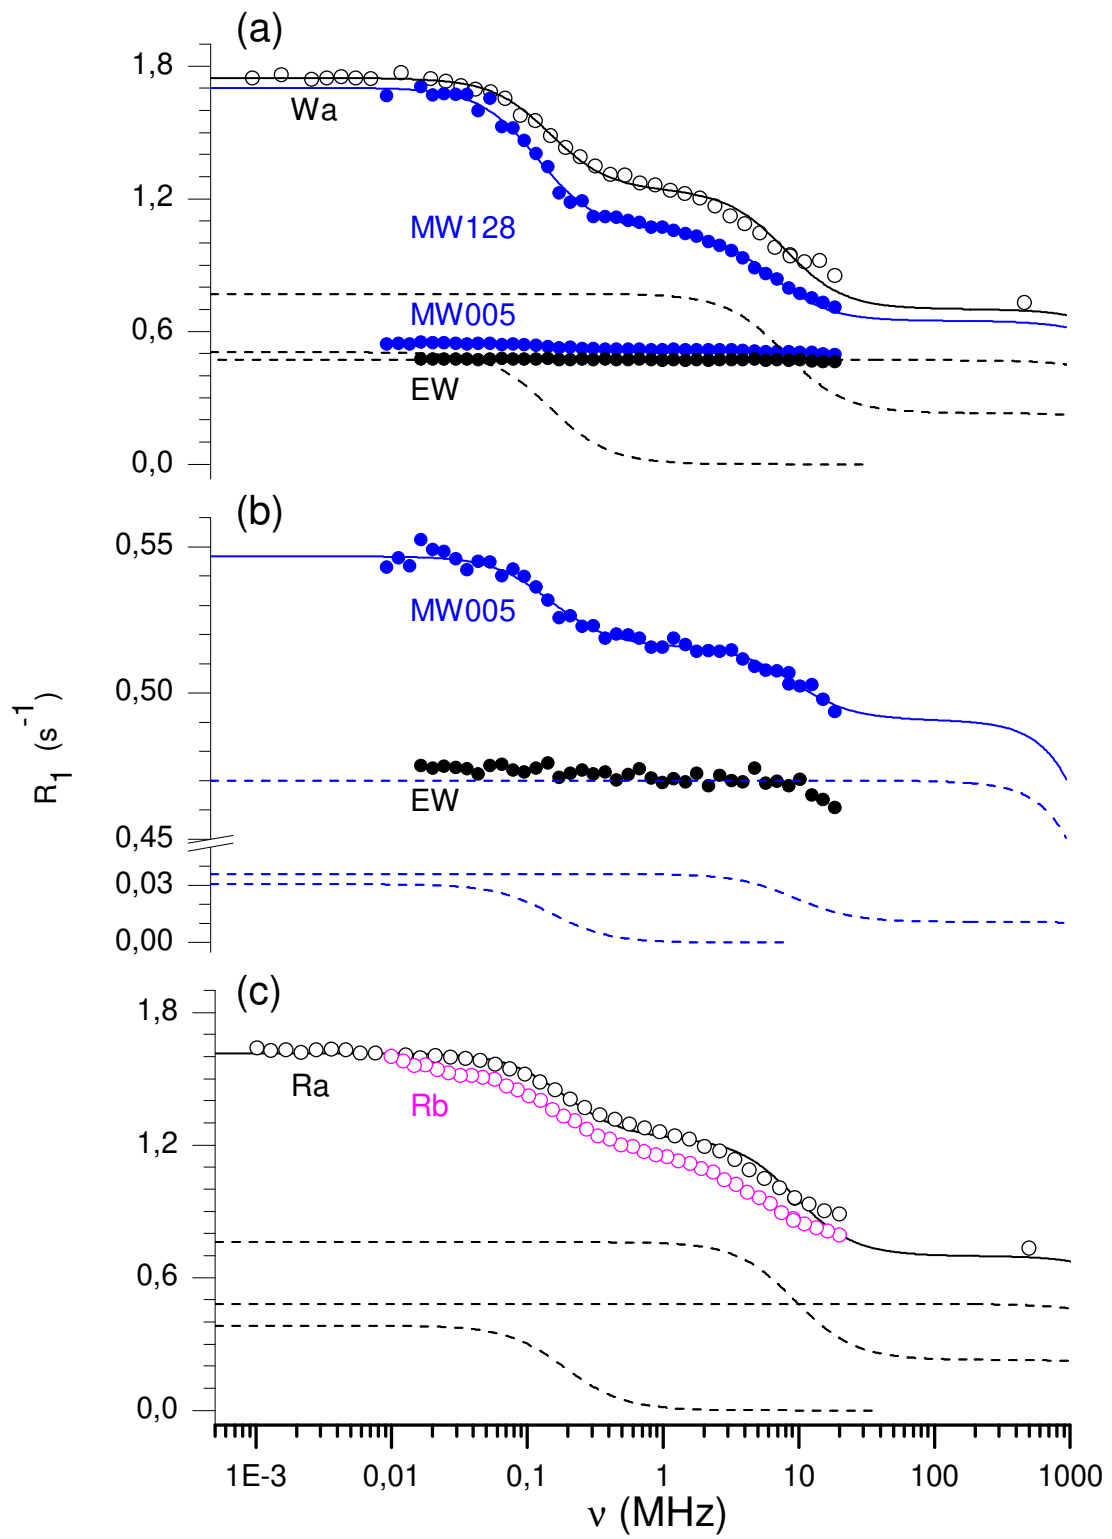 (a)
1,8
Wa
1,2
MW128
MW005
0,6
EW
0,0
(b)
0,55
MW005
0,50
EW
0,45
0,03
0,00
R1 (s-1)
(c)
1,8
Ra
Rb
1,2
0,6
0,0
1E-3 0,01 0,1 1 10 100 1000
ν (MHz)